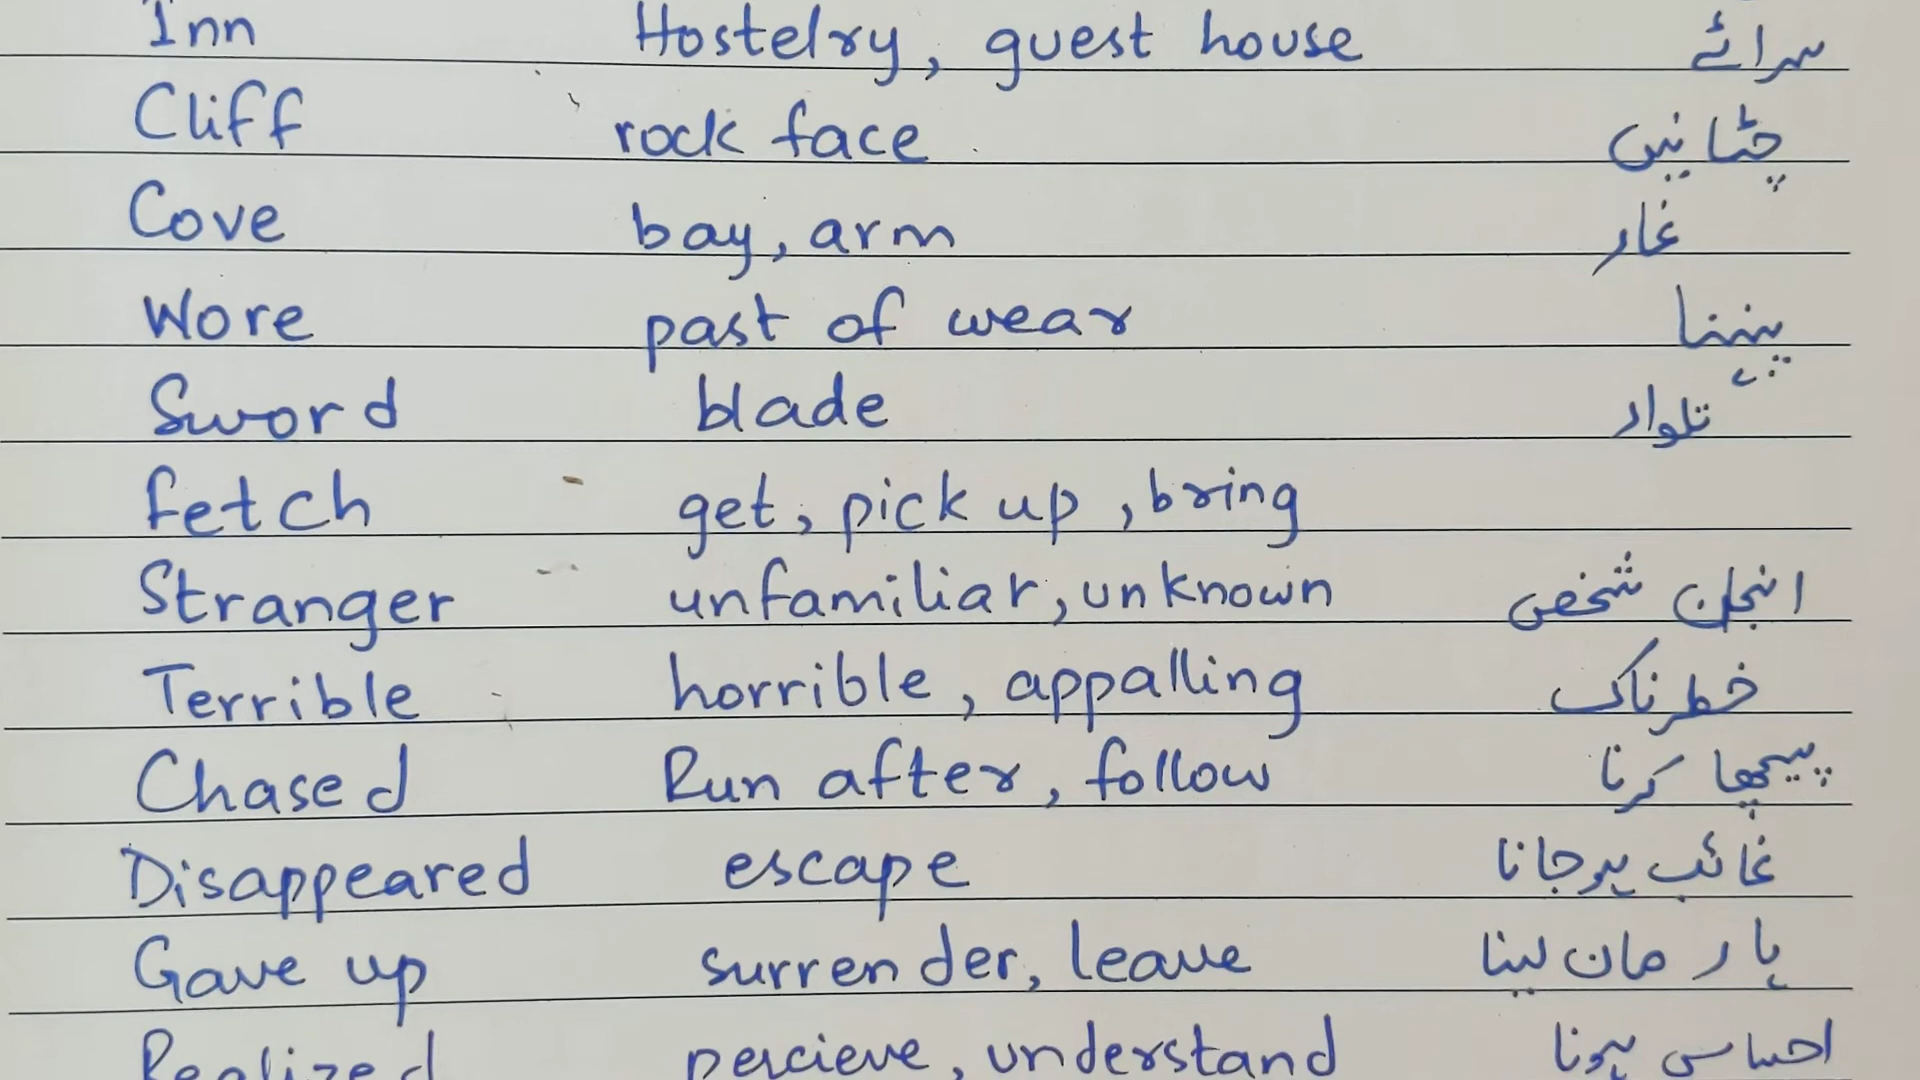 Inn Hostelry, guest house سرائے
Cliff rock face چٹانیں
Cove bay, arm غار
Wore past of wear پہننا
Sword blade تلوار
fetch get, pick up, bring
Stranger unfamiliar, unknown انجان شخص
Terrible horrible, appalling خطرناک
Chased Run after, follow پیچھا کرنا
Disappeared escape غائب ہوجانا
Gave up surrender, leave ہار مان لینا
Realized percieve, understand احساس ہونا